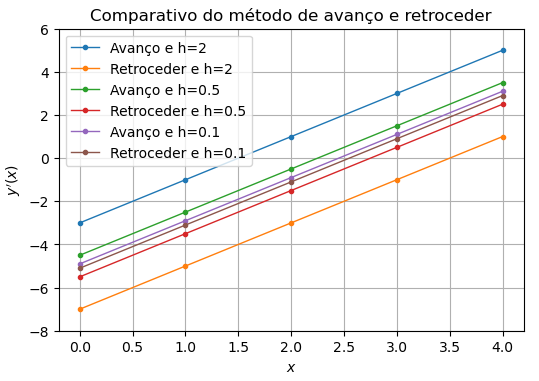 Comparativo do método de avanço e retroceder
Avanço e h=2
Retroceder e h=2
Avanço e h=0.5
Retroceder e h=0.5
Avanço e h=0.1
Retroceder e h=0.1
6
4
2
0
−2
−4
−6
−8
y′(x)
0.0 0.5 1.0 1.5 2.0 2.5 3.0 3.5 4.0
x